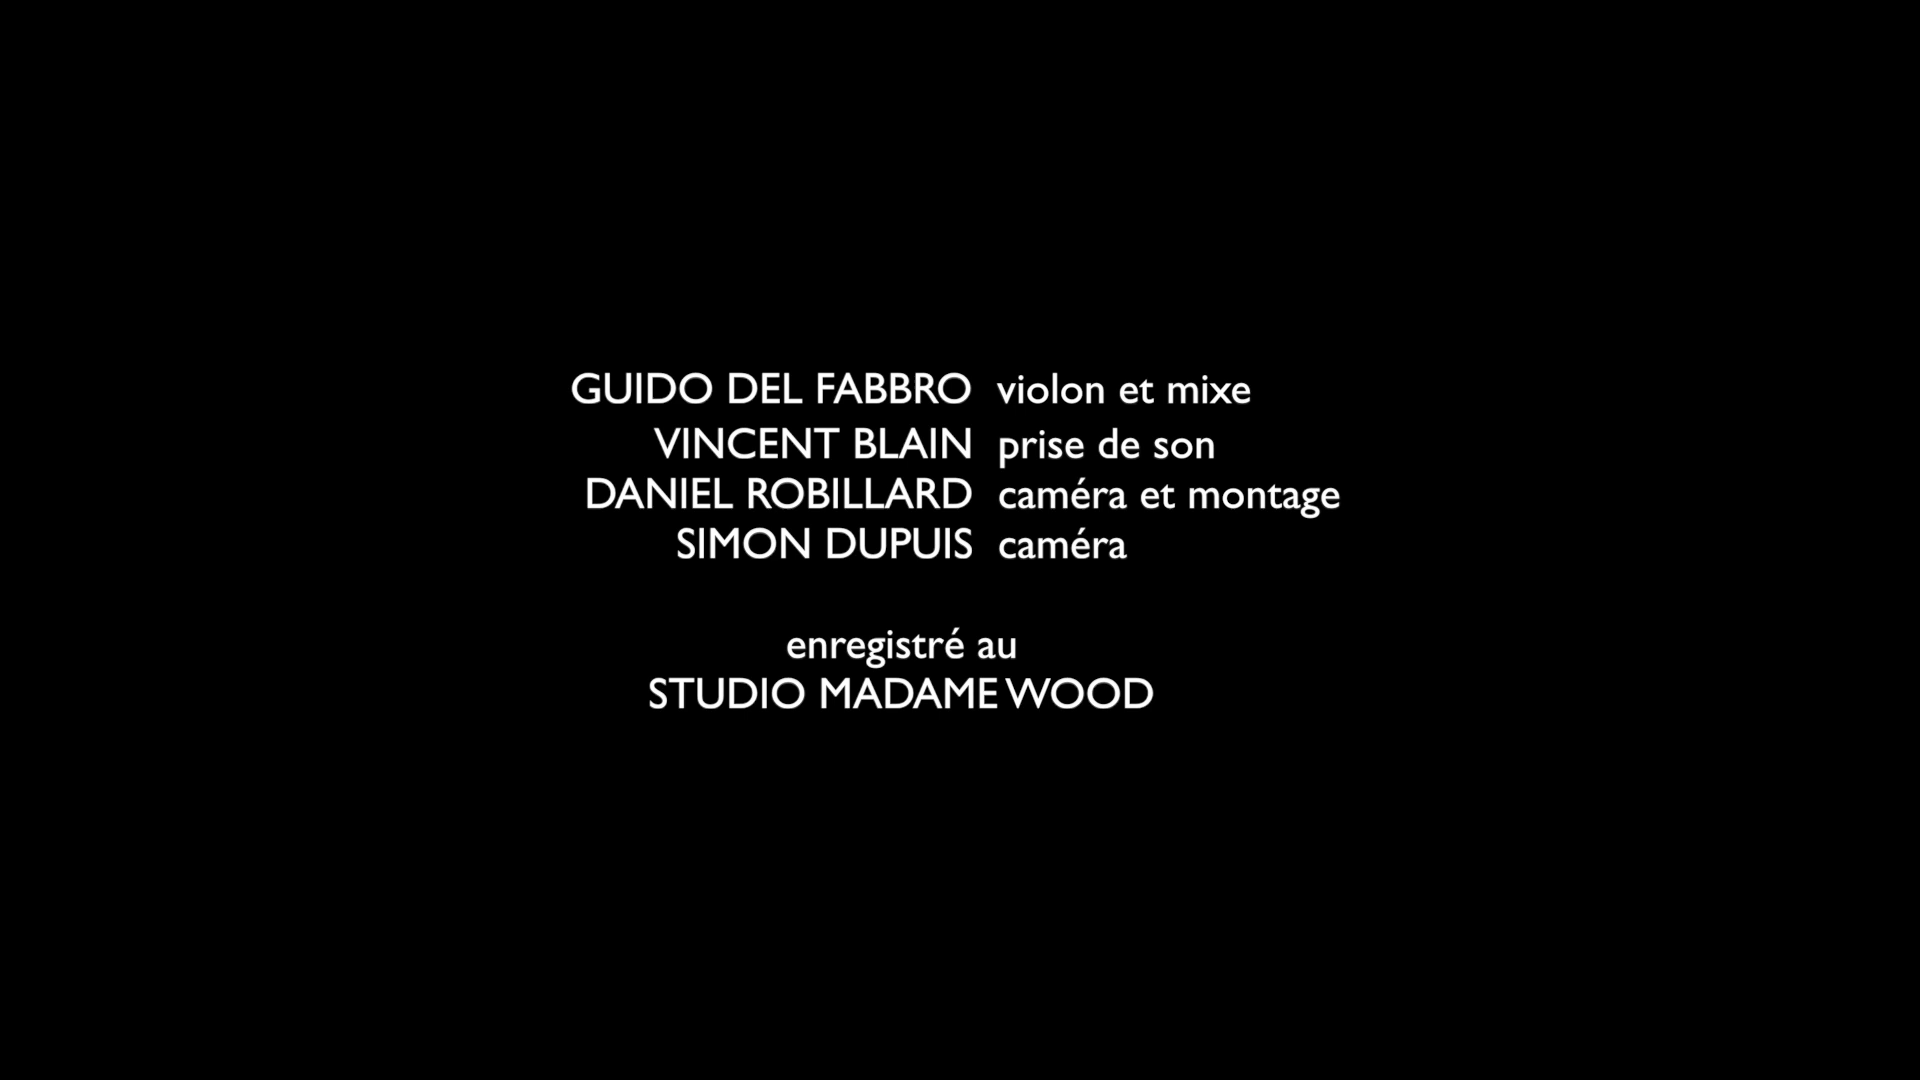 GUIDO DEL FABBRO violon et mixe
VINCENT BLAIN prise de son
DANIEL ROBILLARD caméra et montage
SIMON DUPUIS caméra
enregistré au
STUDIO MADAME WOOD